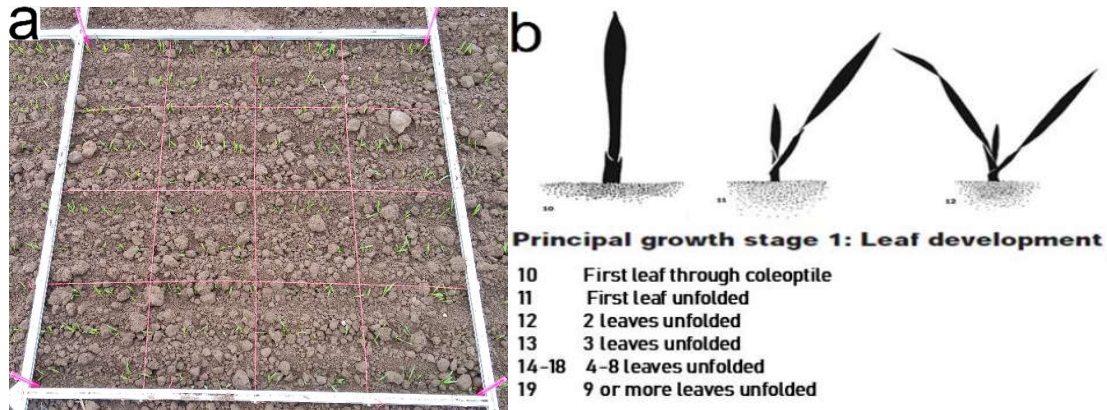 a
b
10
11
12
Principal growth stage 1: Leaf development
10 First leaf through coleoptile
11 First leaf unfolded
12 2 leaves unfolded
13 3 leaves unfolded
14-18 4-8 leaves unfolded
19 9 or more leaves unfolded